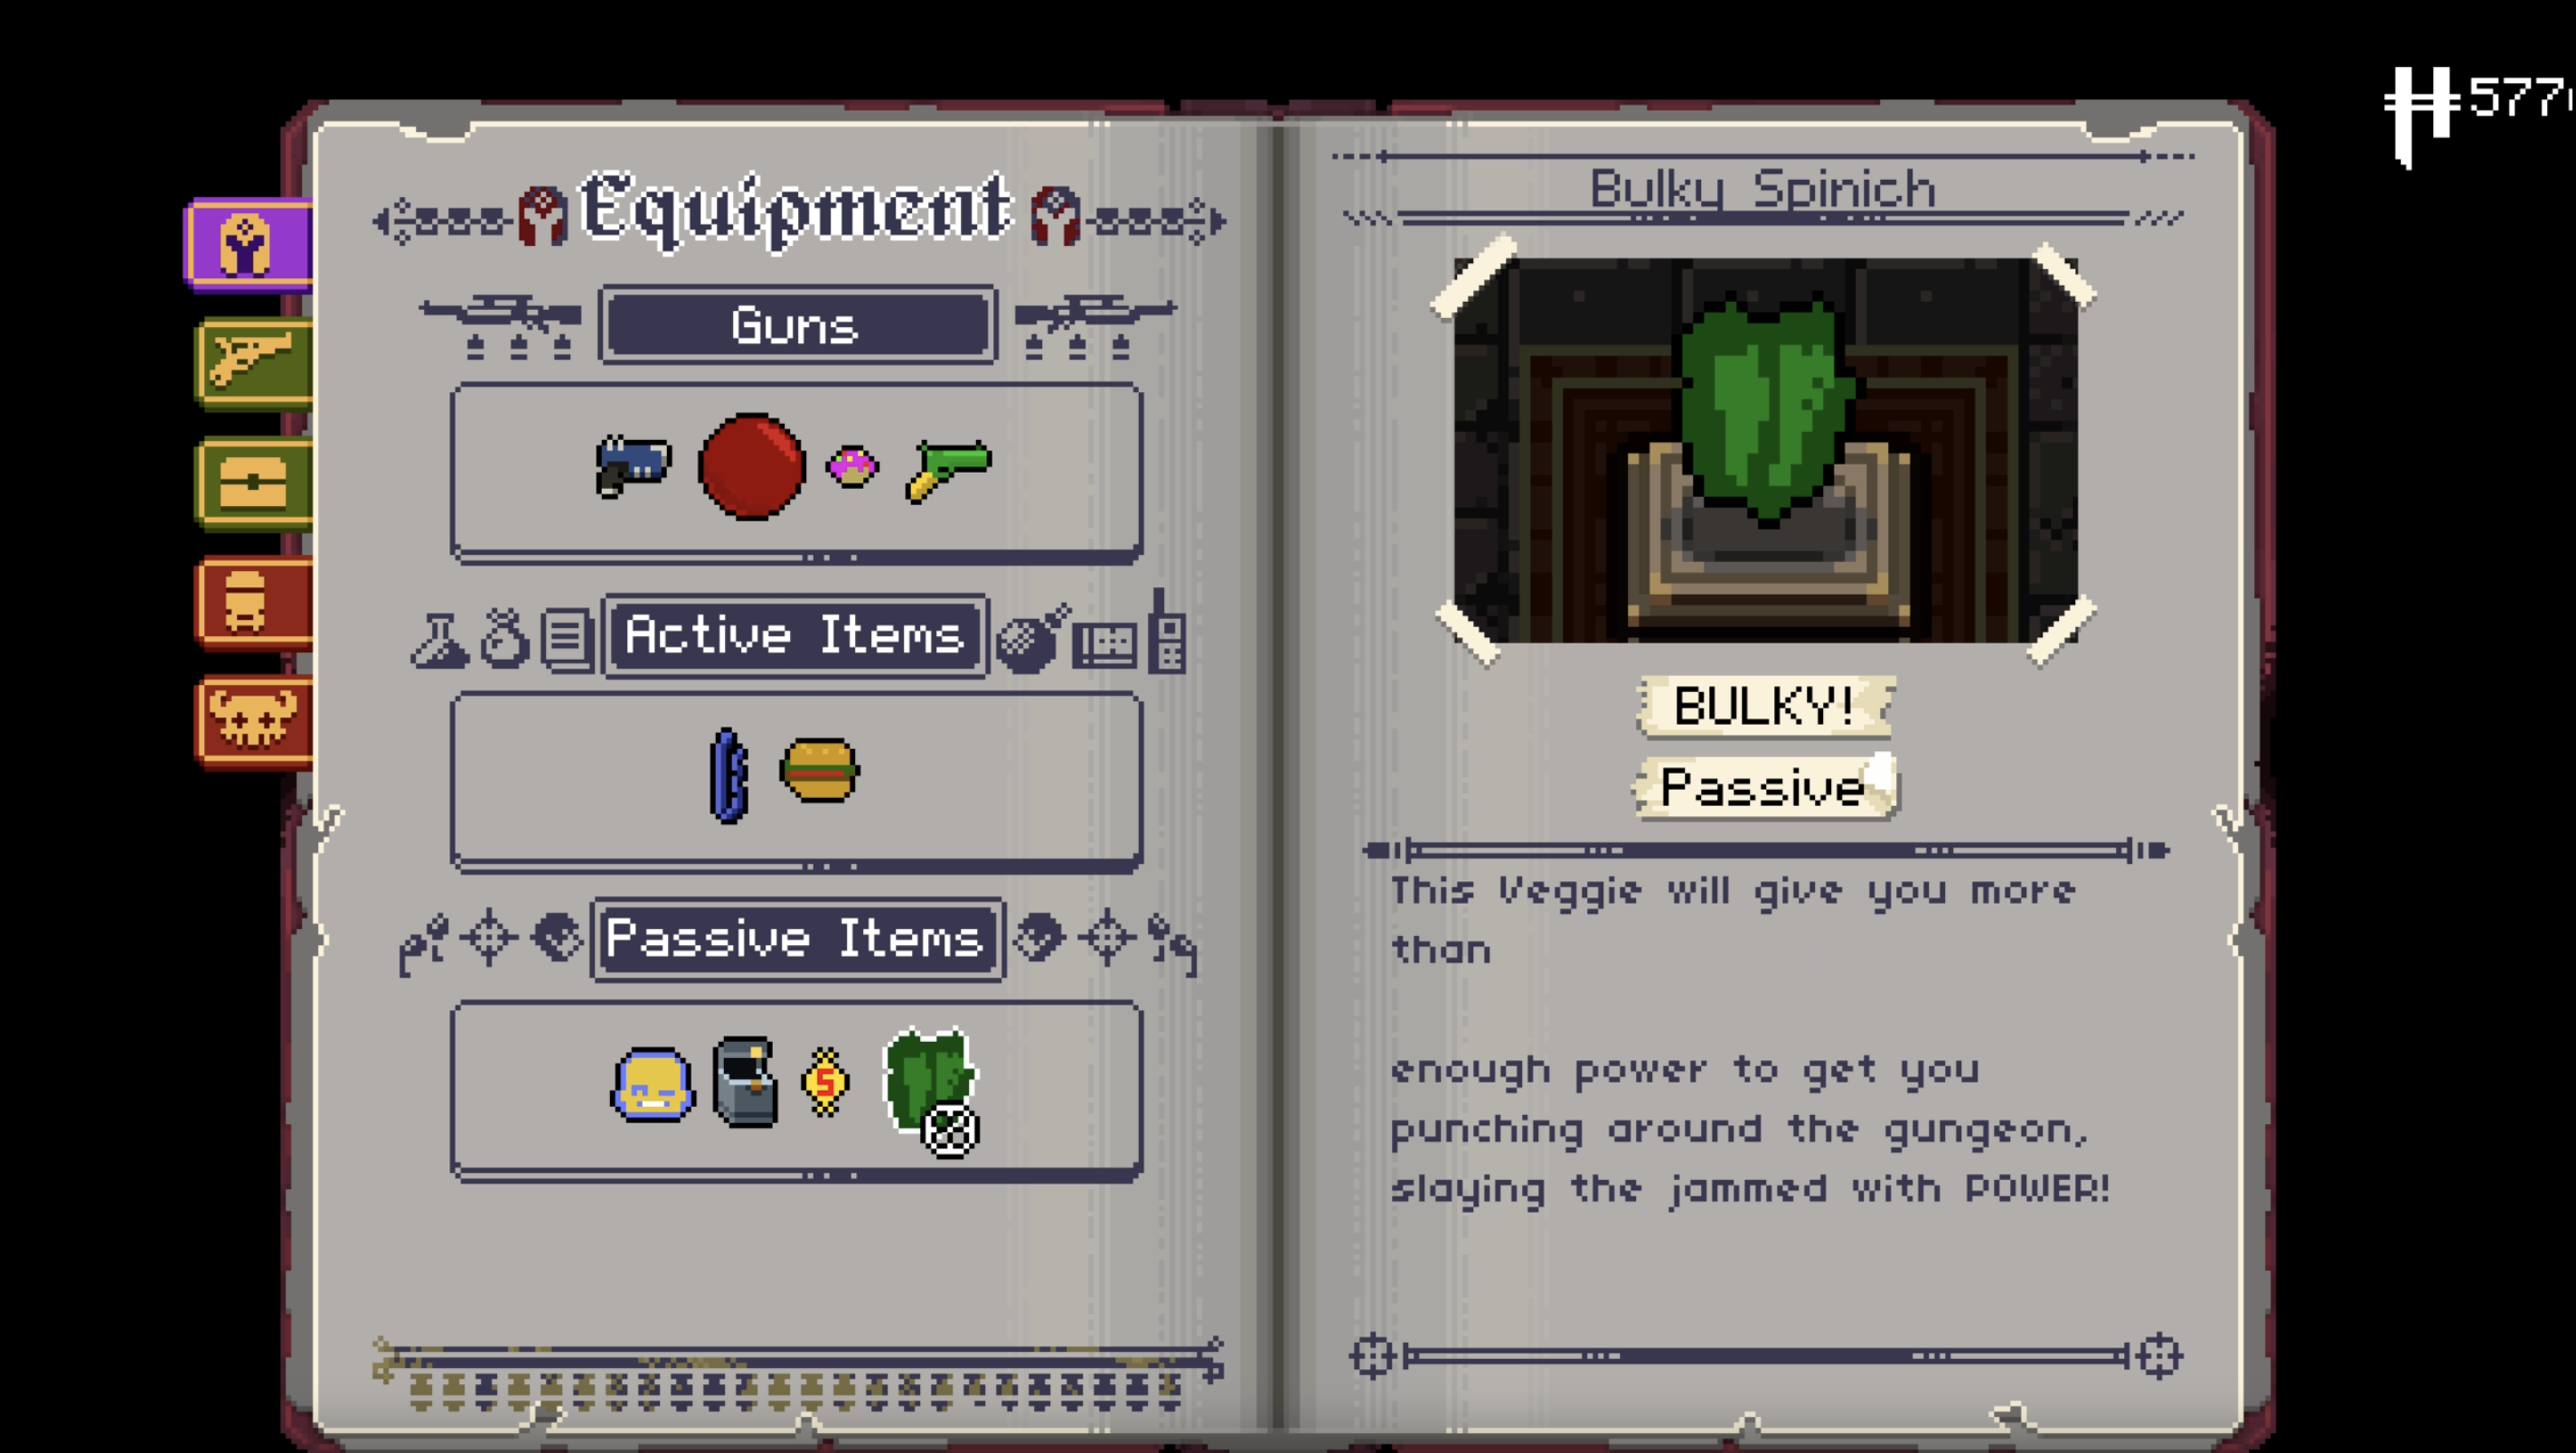 577
Equipment
Guns
Active Items
Passive Items
S
Bulky Spinich
BULKY!
Passive
This Veggie will give you more
than
enough power to get you
punching around the gungeon,
slaying the jammed with POWER!